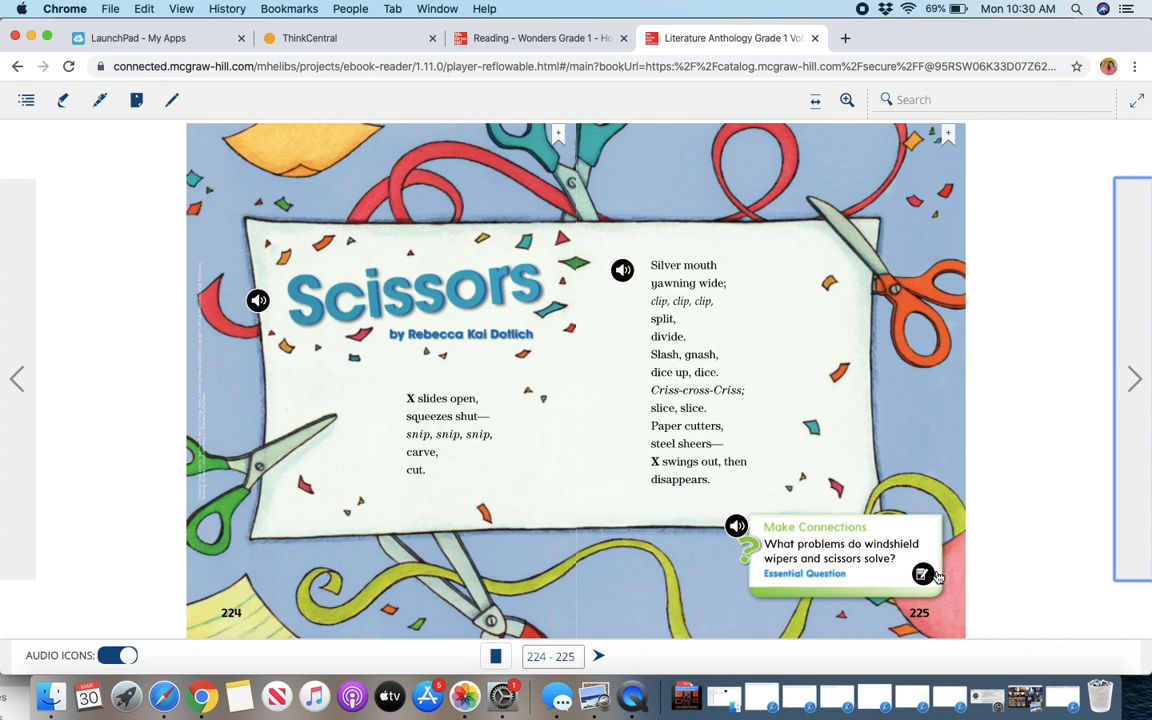 Chrome File Edit View History Bookmarks People Tab Window Help 69% Mon 10:30 AM
LaunchPad - My Apps ThinkCentral Reading - Wonders Grade 1 - Ho Literature Anthology Grade 1 Vo
connected.mcgraw-hill.com/mhelibs/projects/ebook-reader/1.11.0/player-reflowable.html#/main?bookUrl=https:%2F%2Fcatalog.mcgraw-hill.com%2Fsecure%2FF@95RSW06K33D07Z62...
Search
Scissors
by Rebecca Kai Dotlich
X slides open,
squeezes shut—
snip, snip, snip,
carve,
cut.
Silver mouth
yawning wide;
clip, clip, clip,
split,
divide.
Slash, gnash,
dice up, dice.
Criss-cross-Criss;
slice, slice.
Paper cutters,
steel sheers—
X swings out, then
disappears.
Make Connections
What problems do windshield
wipers and scissors solve?
Essential Question
224
225
AUDIO ICONS:
224 - 225
MAR
30
tv
5
1